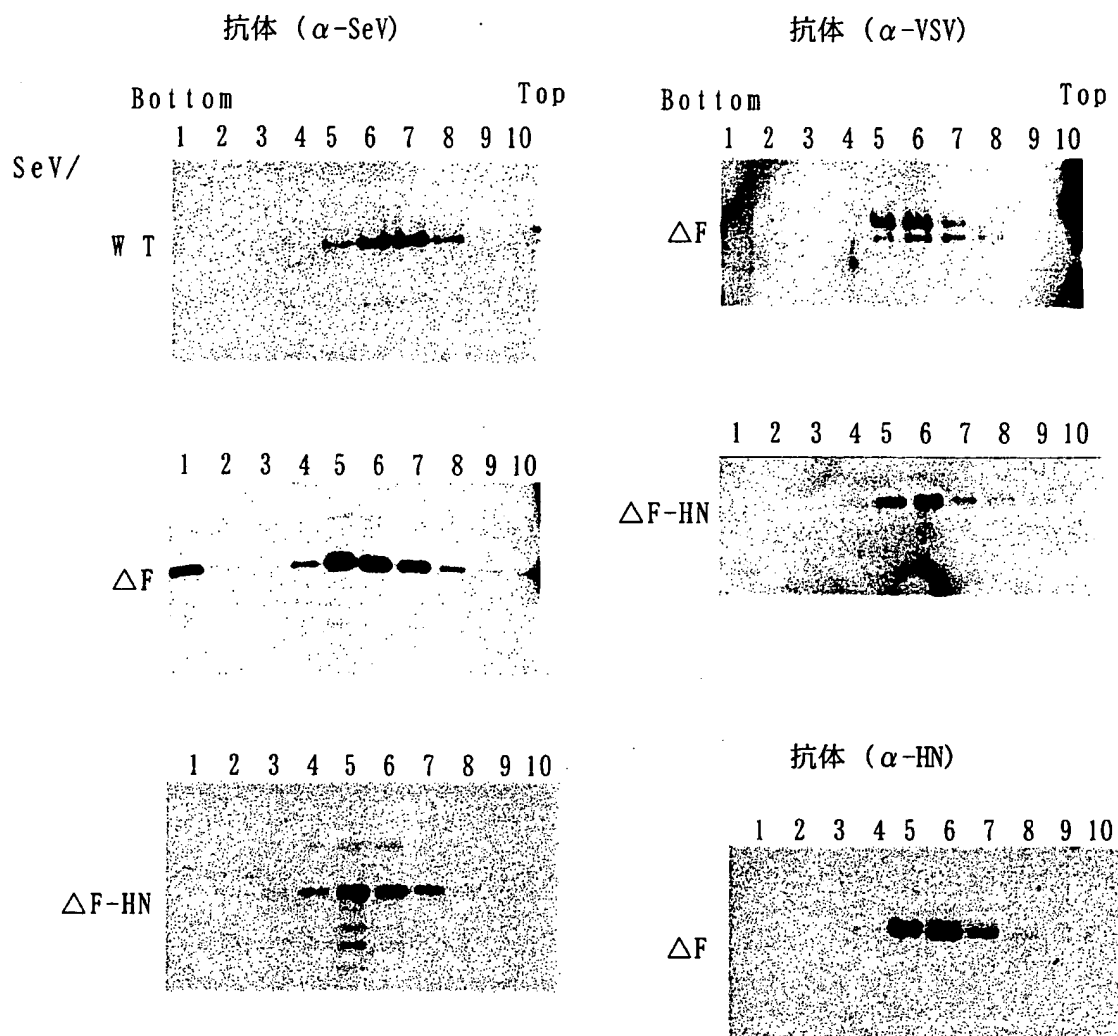 抗体 (α-SeV)
Bottom Top
1 2 3 4 5 6 7 8 9 10
SeV/
W T
1 2 3 4 5 6 7 8 9 10
△F
1 2 3 4 5 6 7 8 9 10
△F-HN
抗体 (α-VSV)
Bottom Top
1 2 3 4 5 6 7 8 10
△F
1 2 3 4 5 6 7 8 9 10
△F-HN
抗体 (α-HN)
1 2 3 4 5 6 7 8 9 10
△F